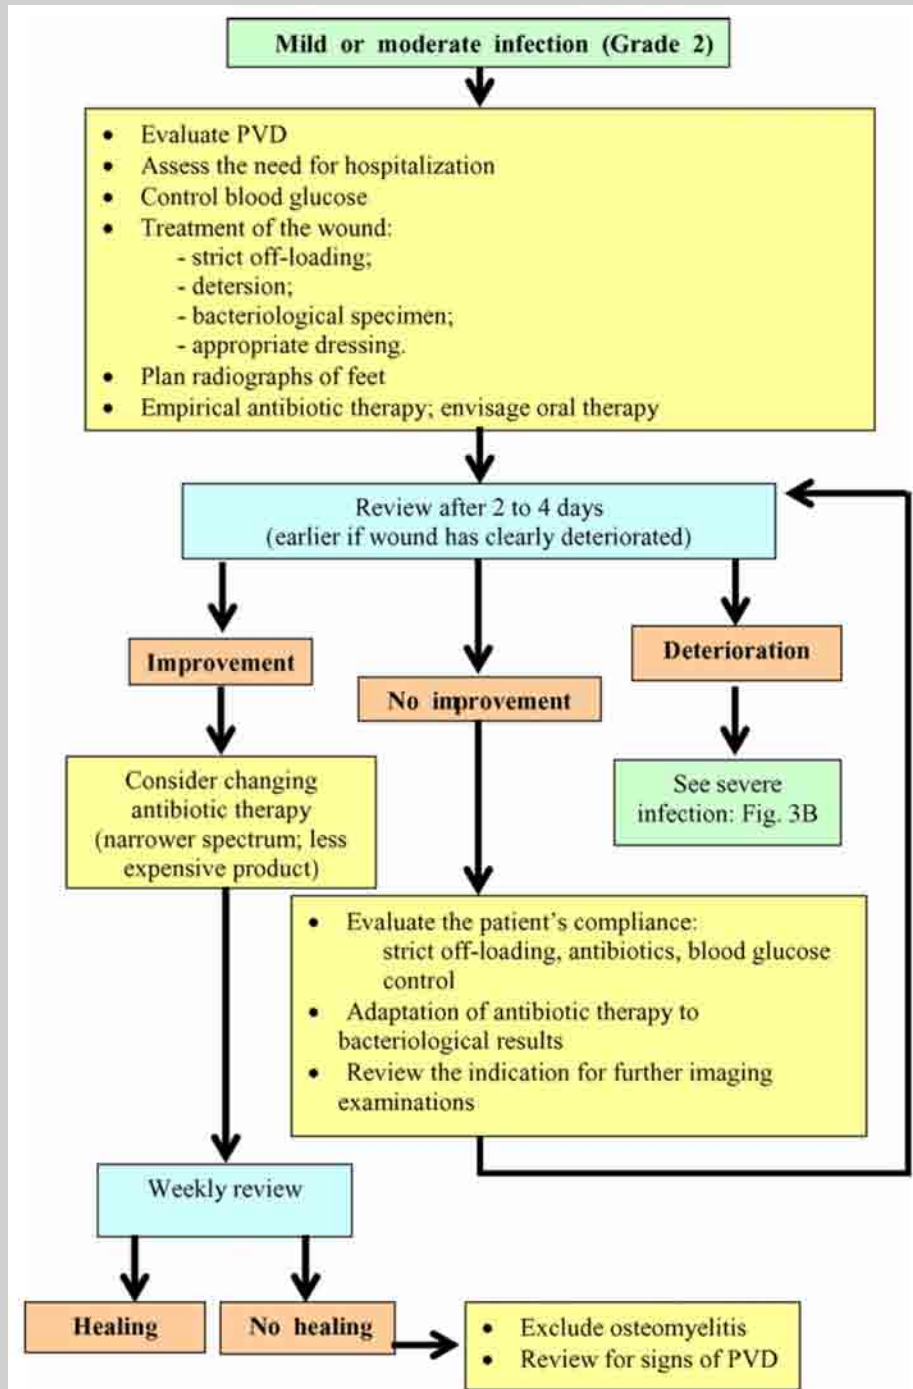 Mild or moderate infection (Grade 2)
• Evaluate PVD
• Assess the need for hospitalization
• Control blood glucose
• Treatment of the wound:
- strict off-loading;
- detersion;
- bacteriological specimen;
- appropriate dressing.
• Plan radiographs of feet
• Empirical antibiotic therapy; envisage oral therapy
Review after 2 to 4 days
(earlier if wound has clearly deteriorated)
Improvement
No improvement
Deterioration
Consider changing
antibiotic therapy
(narrower spectrum; less
expensive product)
See severe
infection: Fig. 3B
• Evaluate the patient's compliance:
strict off-loading, antibiotics, blood glucose
control
• Adaptation of antibiotic therapy to
bacteriological results
• Review the indication for further imaging
examinations
Weekly review
Healing
No healing
• Exclude osteomyelitis
• Review for signs of PVD